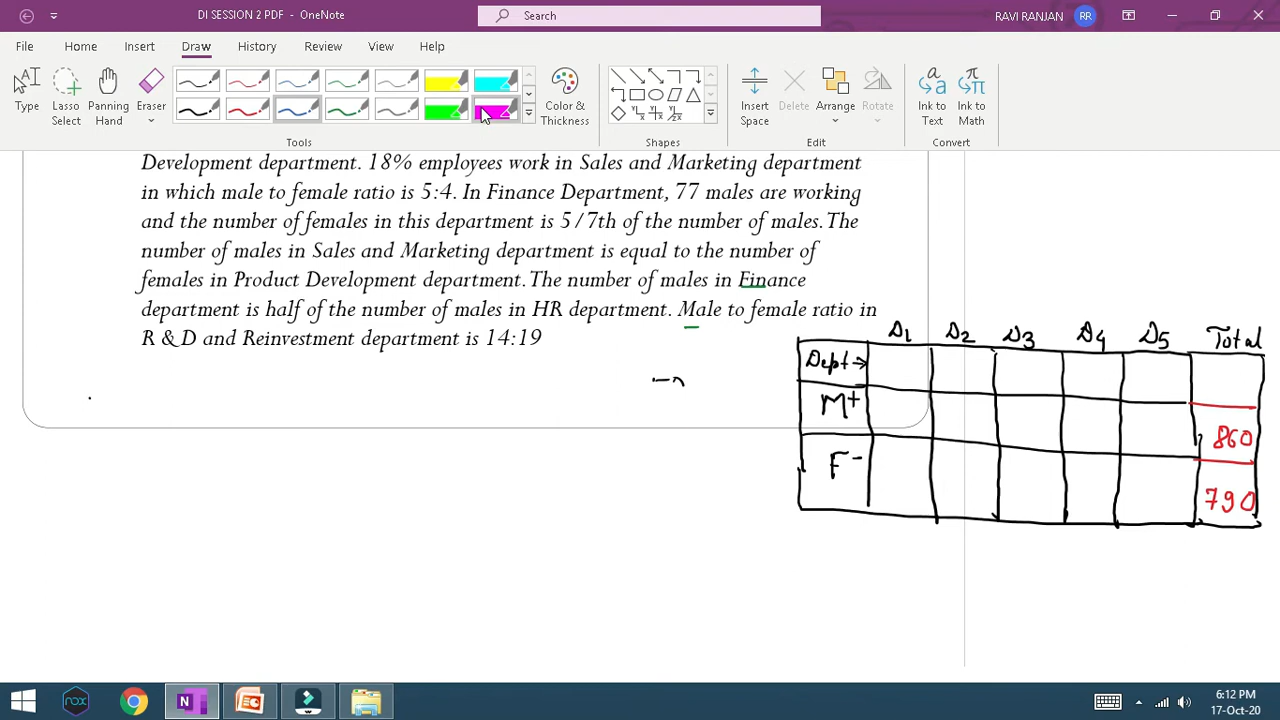 DI SESSION 2 PDF - OneNote
Search
RAVI RANJAN RR
File Home Insert Draw History Review View Help
Type Lasso Select Panning Hand Eraser Color & Thickness Insert Space Delete Arrange Rotate Ink to Text Ink to Math
Tools Shapes Edit Convert
Development department. 18% employees work in Sales and Marketing department
in which male to female ratio is 5:4. In Finance Department, 77 males are working
and the number of females in this department is 5/7th of the number of males. The
number of males in Sales and Marketing department is equal to the number of
females in Product Development department. The number of males in Finance
department is half of the number of males in HR department. Male to female ratio in
R & D and Reinvestment department is 14:19
D1 D2 D3 D4 D5 Total
Dept→
M+ 860
F- 790
6:12 PM
17-Oct-20